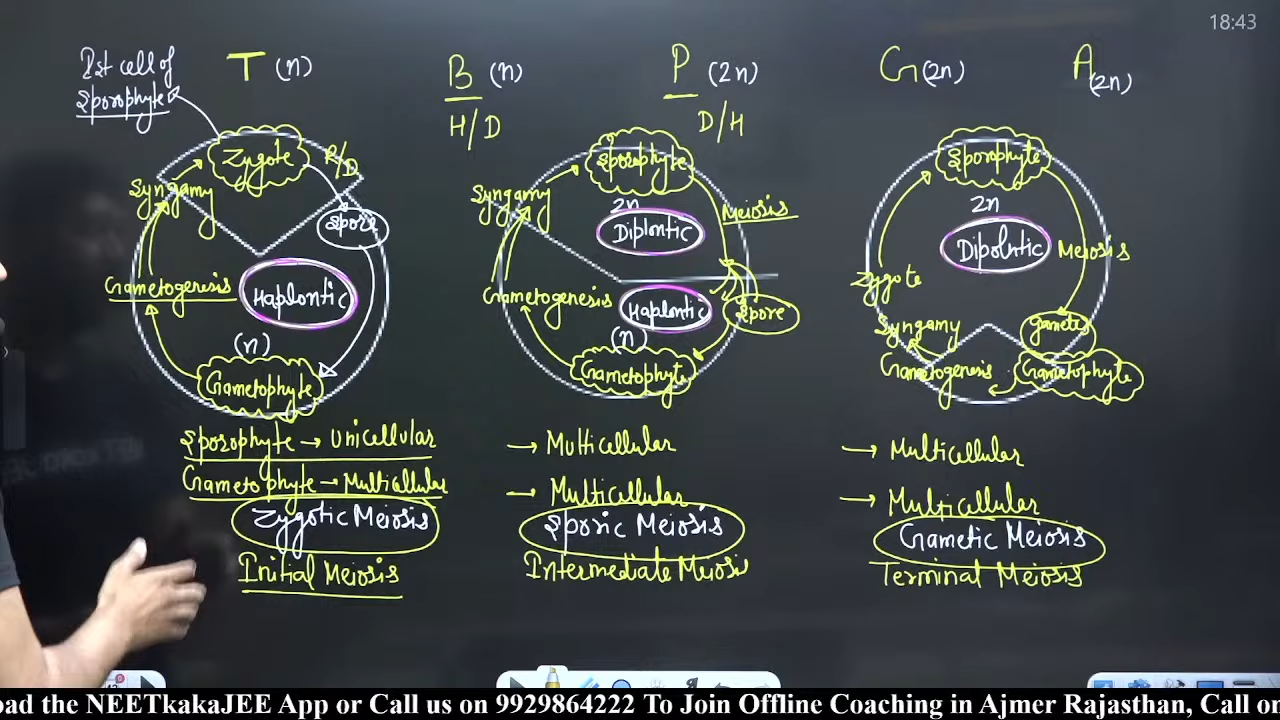 18:43
1st cell of
Sporophyte
T (n)
B (n)
H/D
P (2n)
D/H
G (2n)
A (2n)
Zygote
R/D
Syngamy
Spore
Gametogenesis
Haplontic
(n)
Gametophyte
Sporophyte → Unicellular
Gametophyte → Multicellular
Zygotic Meiosis
Initial Meiosis
Sporophyte
Syngamy
2n
Meiosis
Diplontic
Gametogenesis
Haplontic
Spore
(n)
Gametophyte
→ Multicellular
→ Multicellular
Sporic Meiosis
Intermediate Meiosis
Sporophyte
2n
Dipolntic
Meiosis
Zygote
Syngamy
Gamete
Gametogenesis
Gametophyte
→ Multicellular
→ Multicellular
Gametic Meiosis
Terminal Meiosis
oad the NEETkakaJEE App or Call us on 9929864222 To Join Offline Coaching in Ajmer Rajasthan, Call on